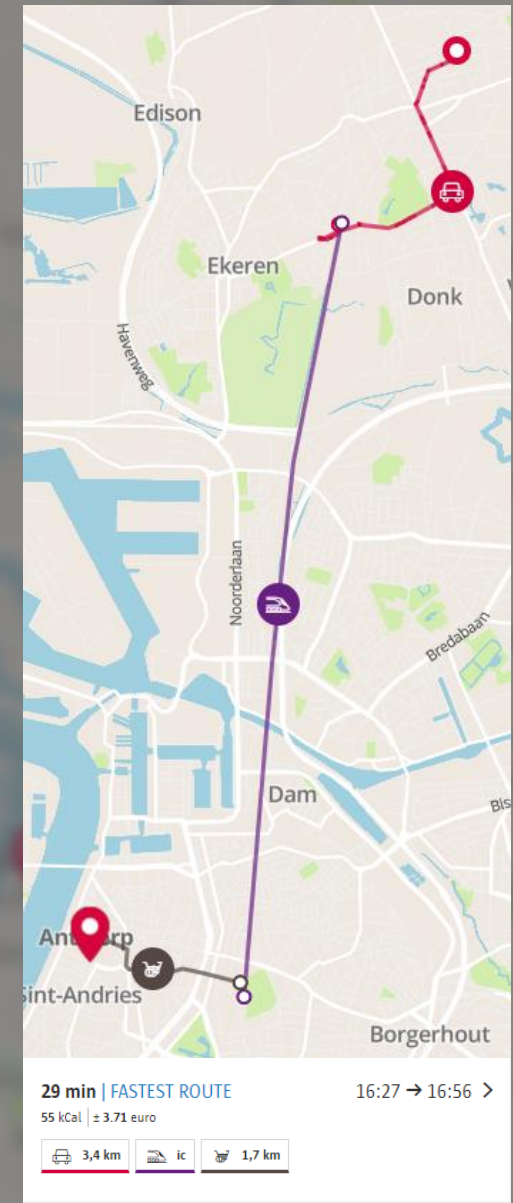 Edison
Ekeren
Donk
Havenweg
Noorderlaan
Bredabaan
Dam
Bis
Sint-Andries
Borgerhout
29 min | FASTEST ROUTE 16:27 → 16:56 >
55 kCal | ± 3.71 euro
3,4 km ic 1,7 km